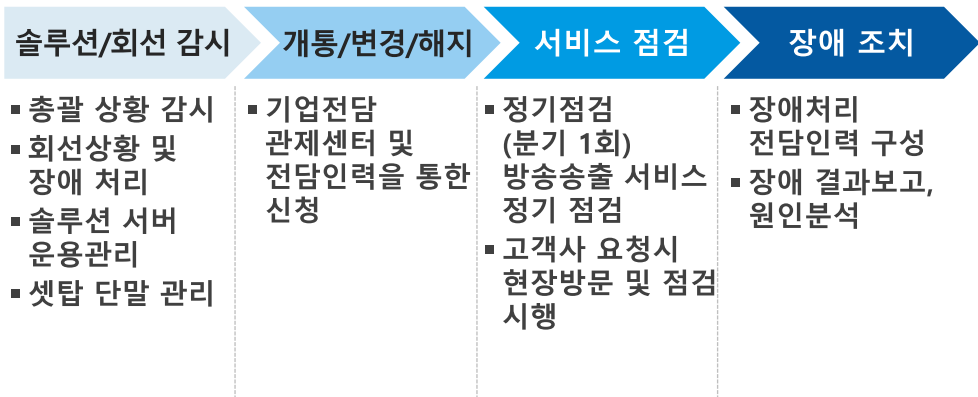 솔루션/회선 감시
개통/변경/해지
서비스 점검
장애 조치
▪ 총괄 상황 감시
▪ 회선상황 및
장애 처리
▪ 솔루션 서버
운용관리
▪ 셋탑 단말 관리
▪ 기업전담
관제센터 및
전담인력을 통한
신청
▪ 정기점검
(분기 1회)
방송송출 서비스
정기 점검
▪ 고객사 요청시
현장방문 및 점검
시행
▪ 장애처리
전담인력 구성
▪ 장애 결과보고,
원인분석